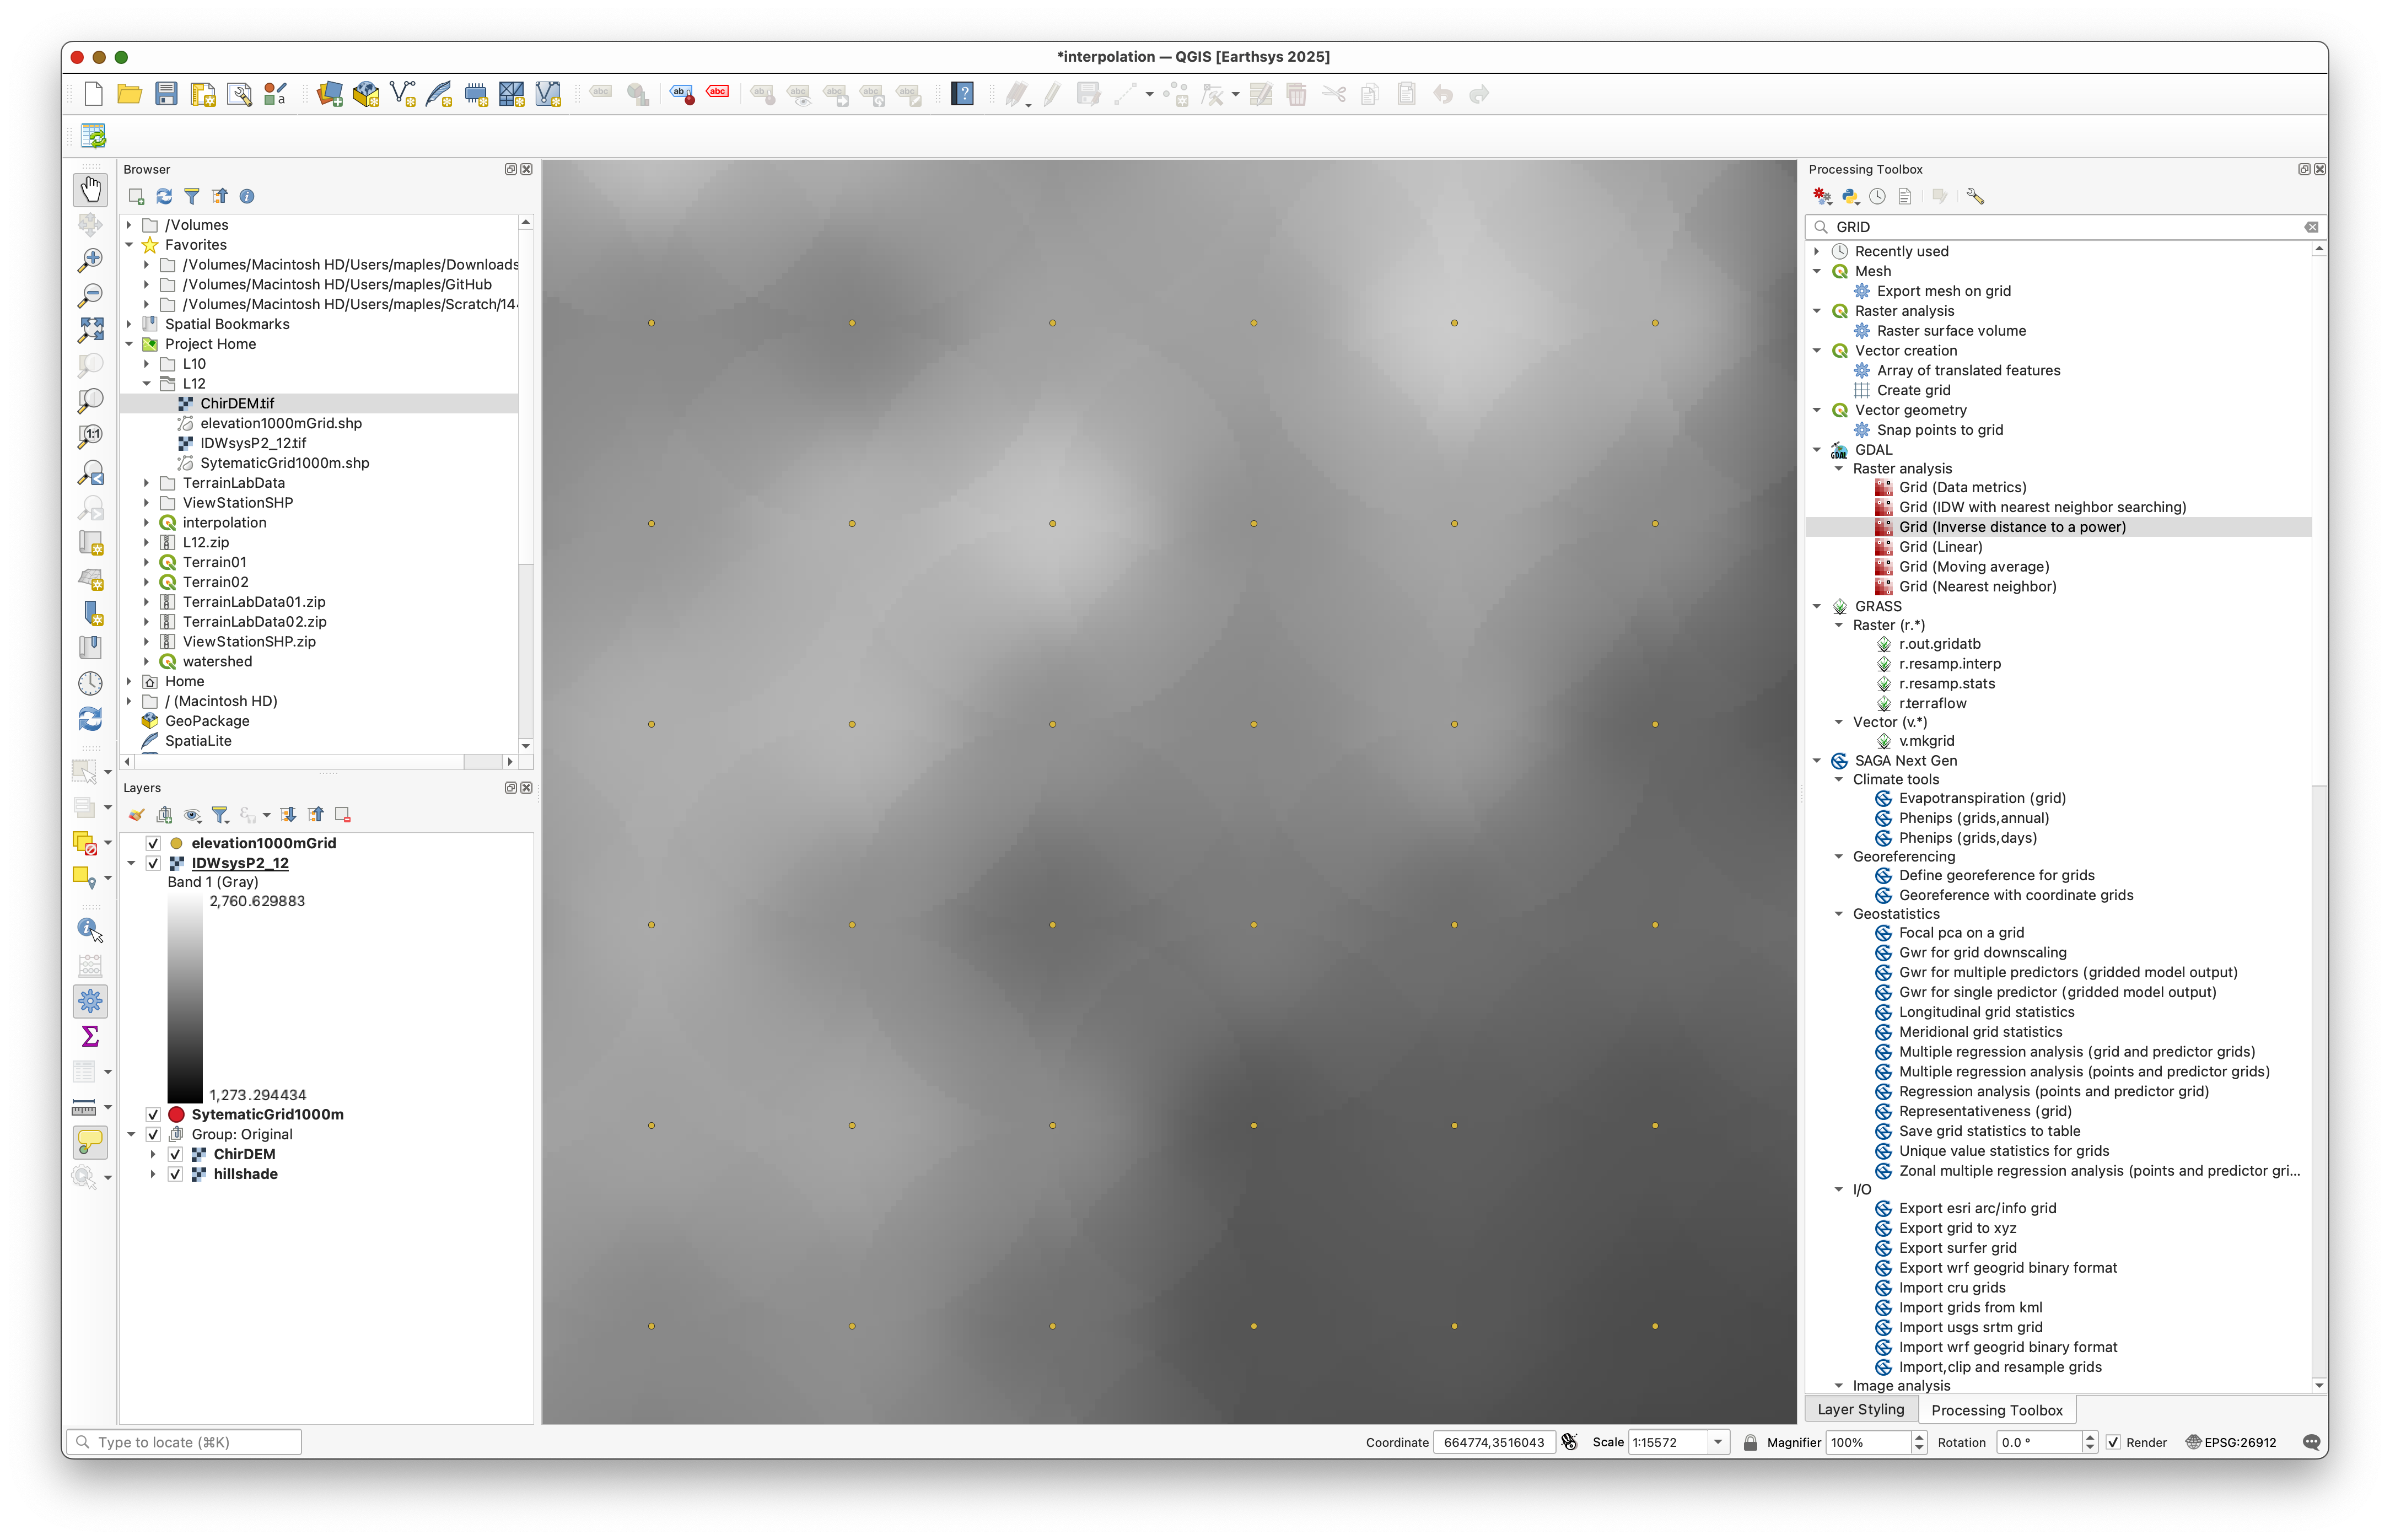 *interpolation — QGIS [Earthsys 2025]
Browser
/Volumes
Favorites
/Volumes/Macintosh HD/Users/maples/Downloads
/Volumes/Macintosh HD/Users/maples/GitHub
/Volumes/Macintosh HD/Users/maples/Scratch/14
Spatial Bookmarks
Project Home
L10
L12
ChirDEM.tif
elevation1000mGrid.shp
IDWsysP2_12.tif
SytematicGrid1000m.shp
TerrainLabData
ViewStationSHP
interpolation
L12.zip
Terrain01
Terrain02
TerrainLabData01.zip
TerrainLabData02.zip
ViewStationSHP.zip
watershed
Home
/ (Macintosh HD)
GeoPackage
SpatiaLite
Layers
elevation1000mGrid
IDWsysP2_12
Band 1 (Gray)
2,760.629883
1,273.294434
SytematicGrid1000m
Group: Original
ChirDEM
hillshade
Processing Toolbox
GRID
Recently used
Mesh
Export mesh on grid
Raster analysis
Raster surface volume
Vector creation
Array of translated features
Create grid
Vector geometry
Snap points to grid
GDAL
Raster analysis
Grid (Data metrics)
Grid (IDW with nearest neighbor searching)
Grid (Inverse distance to a power)
Grid (Linear)
Grid (Moving average)
Grid (Nearest neighbor)
GRASS
Raster (r.*)
r.out.gridatb
r.resamp.interp
r.resamp.stats
r.terraflow
Vector (v.*)
v.mkgrid
SAGA Next Gen
Climate tools
Evapotranspiration (grid)
Phenips (grids,annual)
Phenips (grids,days)
Georeferencing
Define georeference for grids
Georeference with coordinate grids
Geostatistics
Focal pca on a grid
Gwr for grid downscaling
Gwr for multiple predictors (gridded model output)
Gwr for single predictor (gridded model output)
Longitudinal grid statistics
Meridional grid statistics
Multiple regression analysis (grid and predictor grids)
Multiple regression analysis (points and predictor grids)
Regression analysis (points and predictor grid)
Representativeness (grid)
Save grid statistics to table
Unique value statistics for grids
Zonal multiple regression analysis (points and predictor gri...
I/O
Export esri arc/info grid
Export grid to xyz
Export surfer grid
Export wrf geogrid binary format
Import cru grids
Import grids from kml
Import usgs srtm grid
Import wrf geogrid binary format
Import,clip and resample grids
Image analysis
Layer Styling
Processing Toolbox
Type to locate (⌘K)
Coordinate 664774,3516043 Scale 1:15572 Magnifier 100% Rotation 0.0 ° Render EPSG:26912